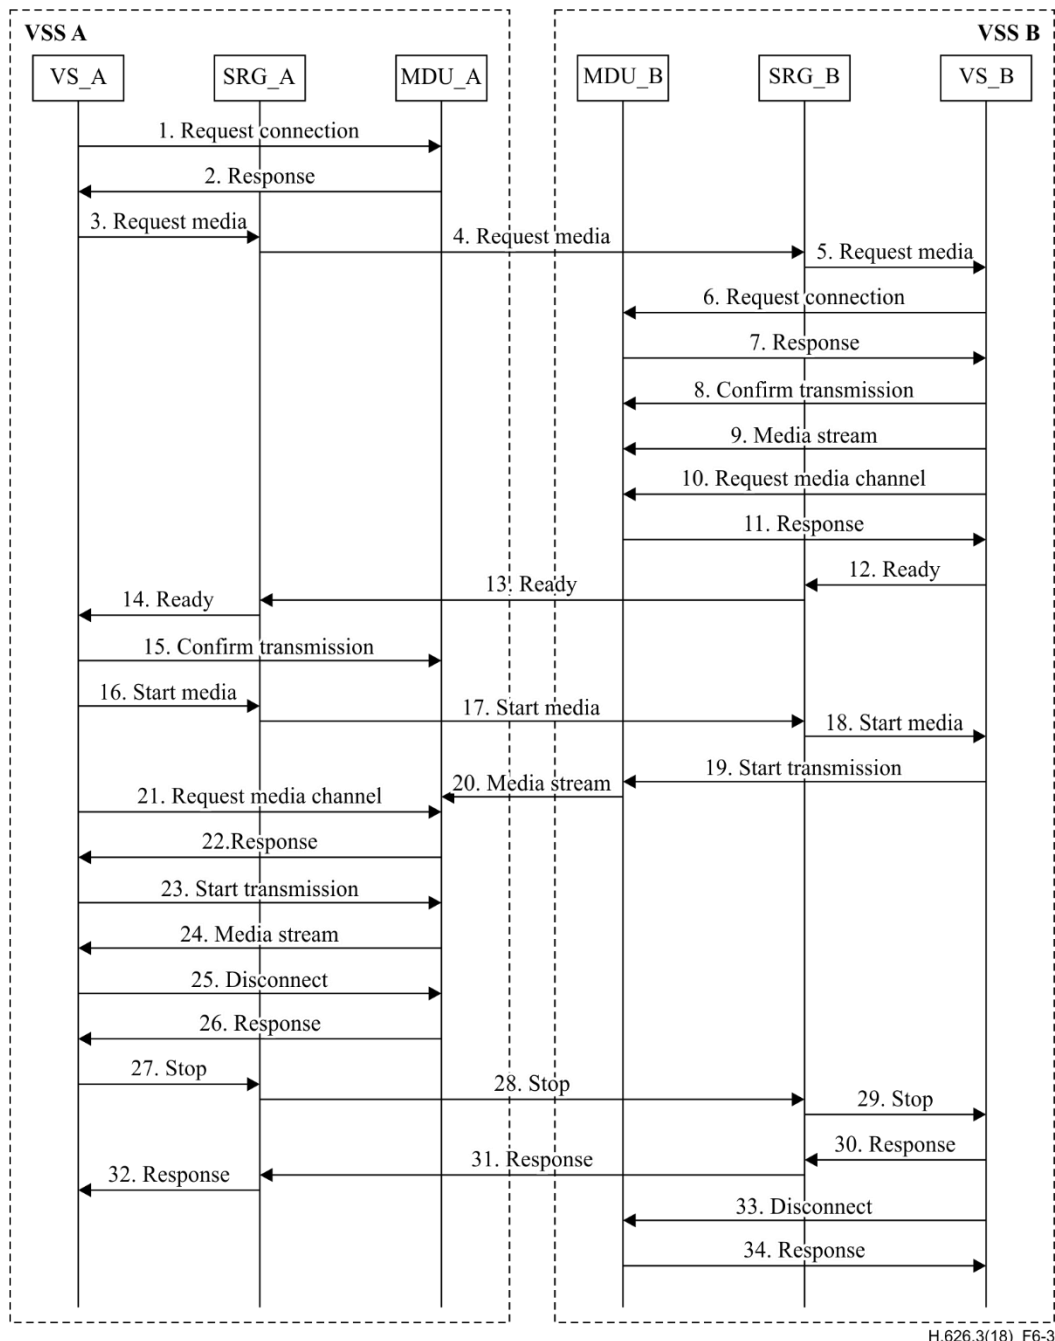 VSS A
VSS B
VS_A
SRG_A
MDU_A
MDU_B
SRG_B
VS_B
1. Request connection
2. Response
3. Request media
4. Request media
5. Request media
6. Request connection
7. Response
8. Confirm transmission
9. Media stream
10. Request media channel
11. Response
12. Ready
13. Ready
14. Ready
15. Confirm transmission
16. Start media
17. Start media
18. Start media
19. Start transmission
20. Media stream
21. Request media channel
22.Response
23. Start transmission
24. Media stream
25. Disconnect
26. Response
27. Stop
28. Stop
29. Stop
30. Response
31. Response
32. Response
33. Disconnect
34. Response
H.626.3(18)_F6-3